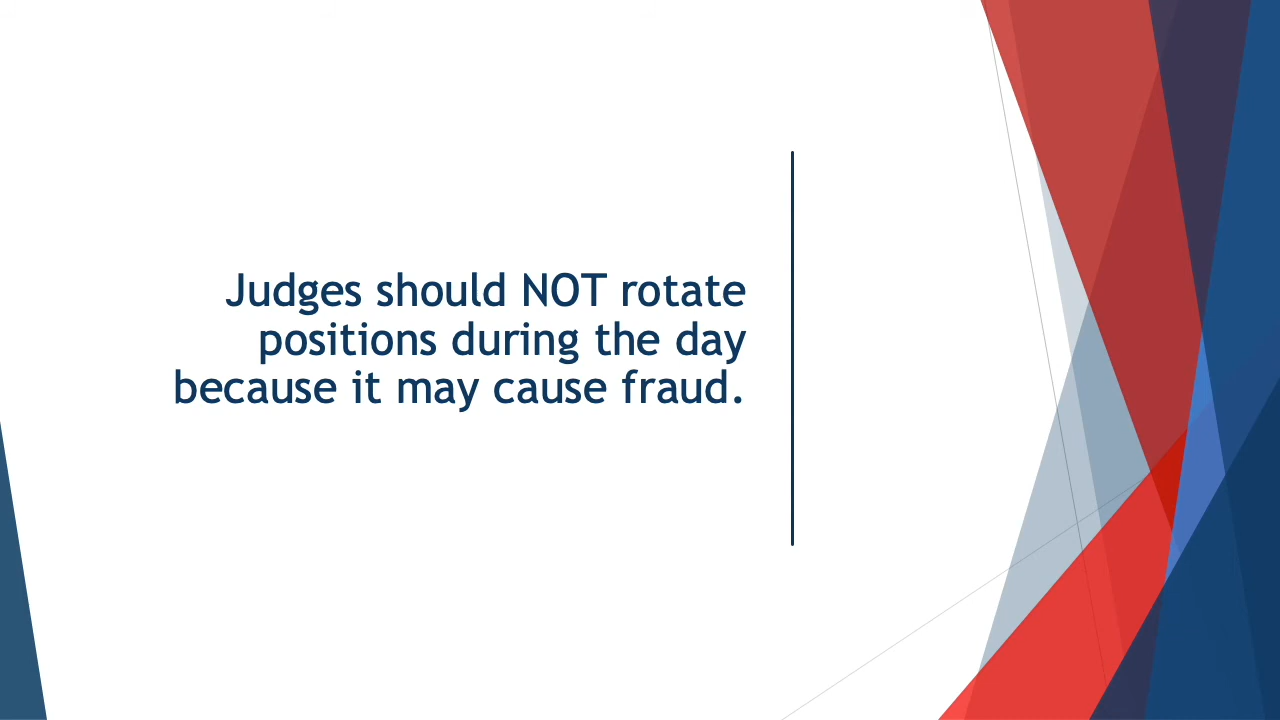 Judges should NOT rotate
positions during the day
because it may cause fraud.